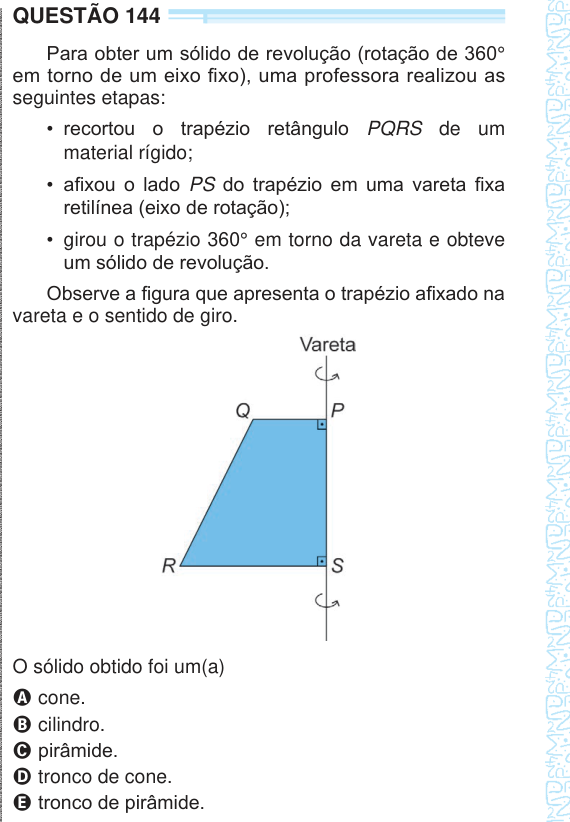 QUESTÃO 144
Para obter um sólido de revolução (rotação de 360°
em torno de um eixo fixo), uma professora realizou as
seguintes etapas:
• recortou o trapézio retângulo PQRS de um
material rígido;
• afixou o lado PS do trapézio em uma vareta fixa
retilínea (eixo de rotação);
• girou o trapézio 360° em torno da vareta e obteve
um sólido de revolução.
Observe a figura que apresenta o trapézio afixado na
vareta e o sentido de giro.
Vareta
Q P
R S
O sólido obtido foi um(a)
A cone.
B cilindro.
C pirâmide.
D tronco de cone.
E tronco de pirâmide.